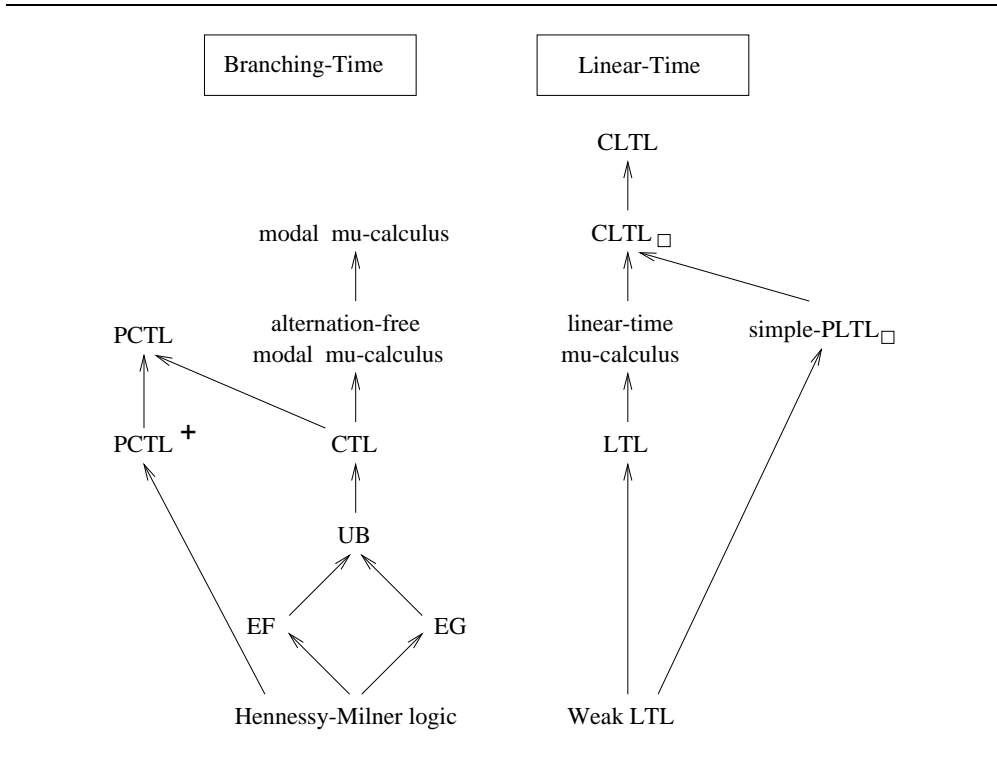 Branching-Time
Linear-Time
CLTL
modal mu-calculus
CLTL□
alternation-free
modal mu-calculus
linear-time
mu-calculus
simple-PLTL□
PCTL
PCTL+
CTL
LTL
UB
EF
EG
Hennessy-Milner logic
Weak LTL